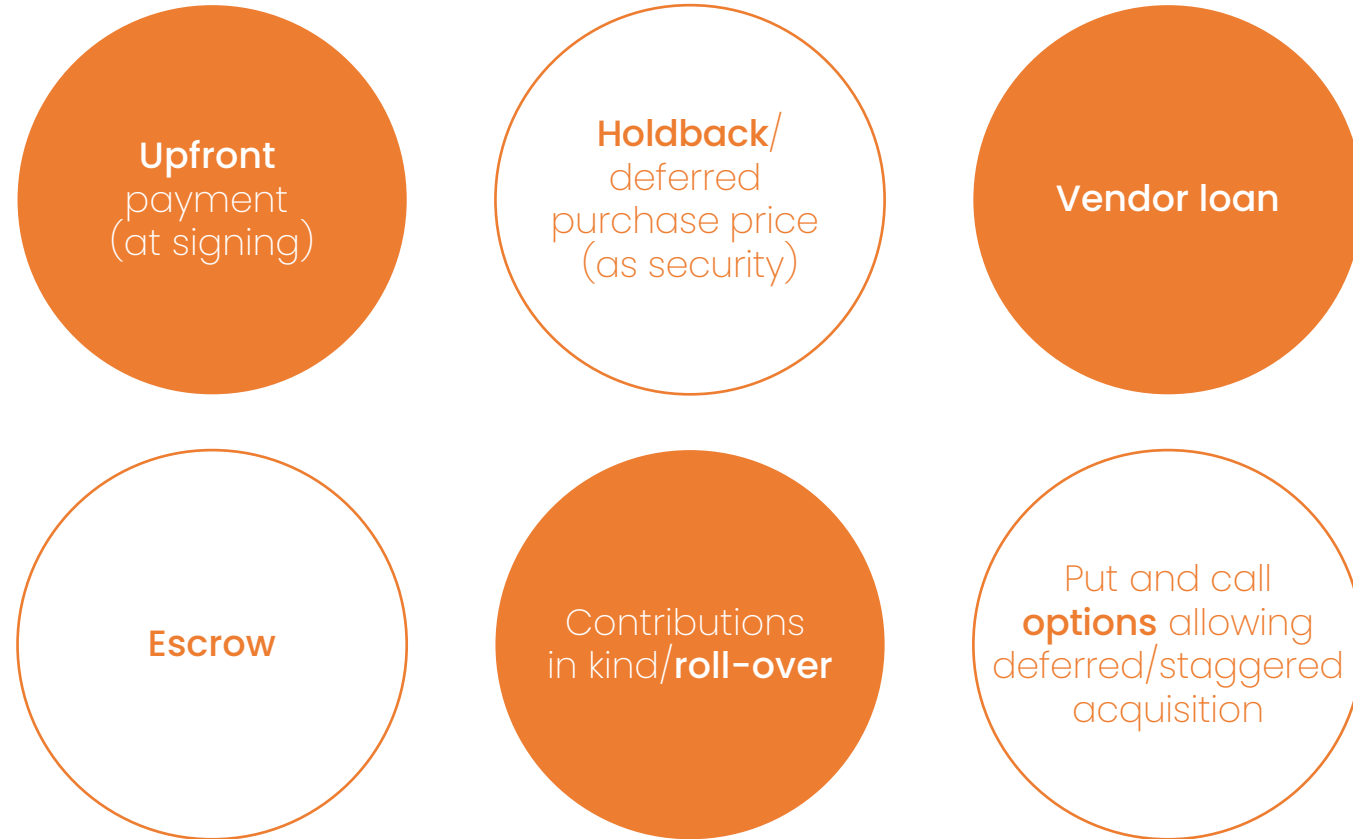 Upfront
payment
(at signing)
Holdback/
deferred
purchase price
(as security)
Vendor loan
Escrow
Contributions
in kind/roll-over
Put and call
options allowing
deferred/staggered
acquisition